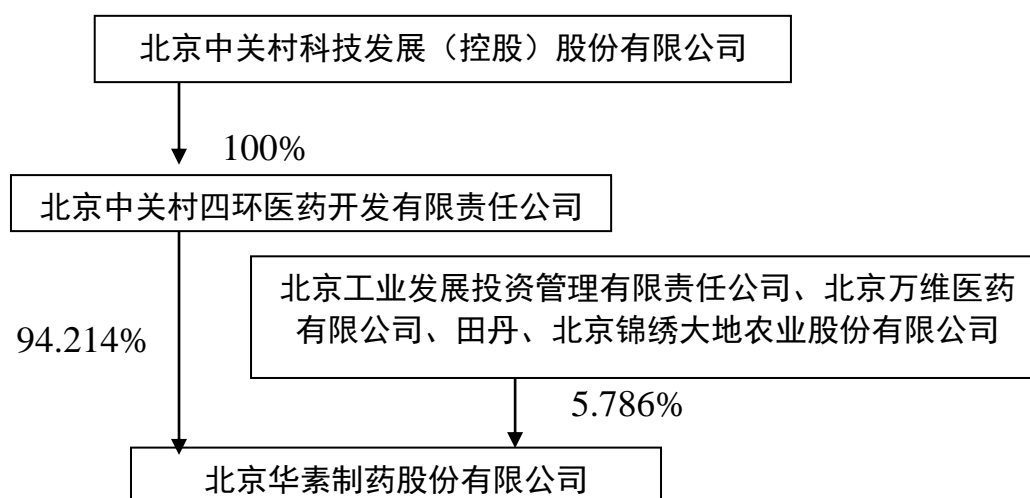 北京中关村科技发展（控股）股份有限公司
100%
北京中关村四环医药开发有限责任公司
北京工业发展投资管理有限责任公司、北京万维医药
有限公司、田丹、北京锦绣大地农业股份有限公司
94.214%
5.786%
北京华素制药股份有限公司